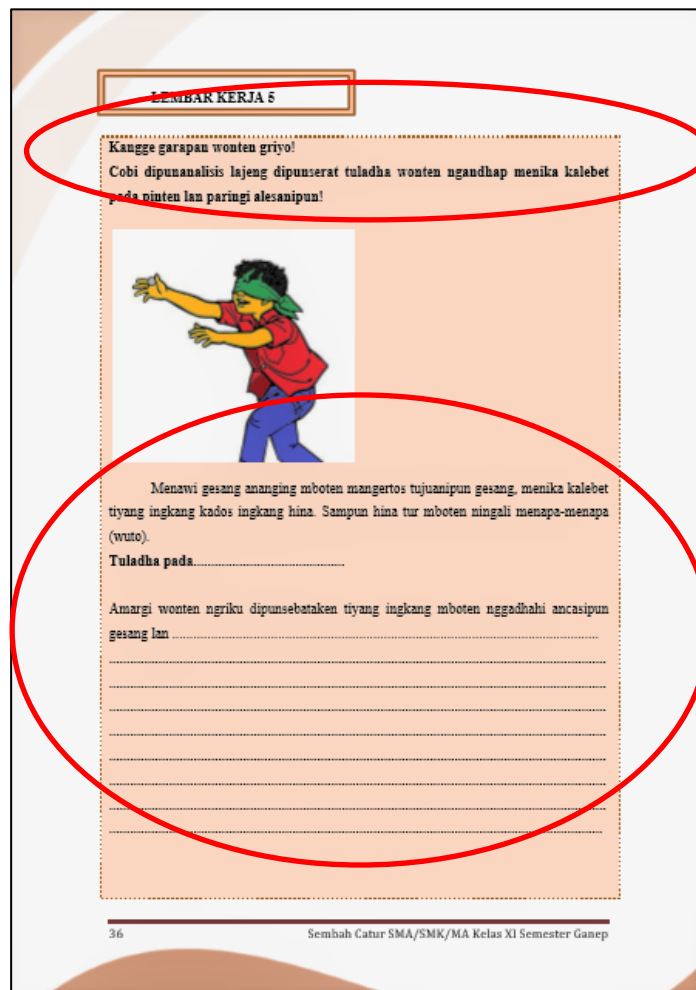 LEMBAR KERJA 5
Kangge garapan wonten griyo!
Cobi dipunanalisis lajeng dipunserat tuladha wonten ngandhap menika kalebet
pada pinten lan paringi alesanipun!
Menawi gesang ananging mboten mangertos tujuanipun gesang, menika kalebet
tiyang ingkang kados ingkang hina. Sampun hina tur mboten ningali menapa-menapa
(wuto).
Tuladha pada............................................
Amargi wonten ngriku dipunsebataken tiyang ingkang mboten nggadhahi ancasipun
gesang lan ............................................
36 Sembah Catur SMA/SMK/MA Kelas XI Semester Ganep